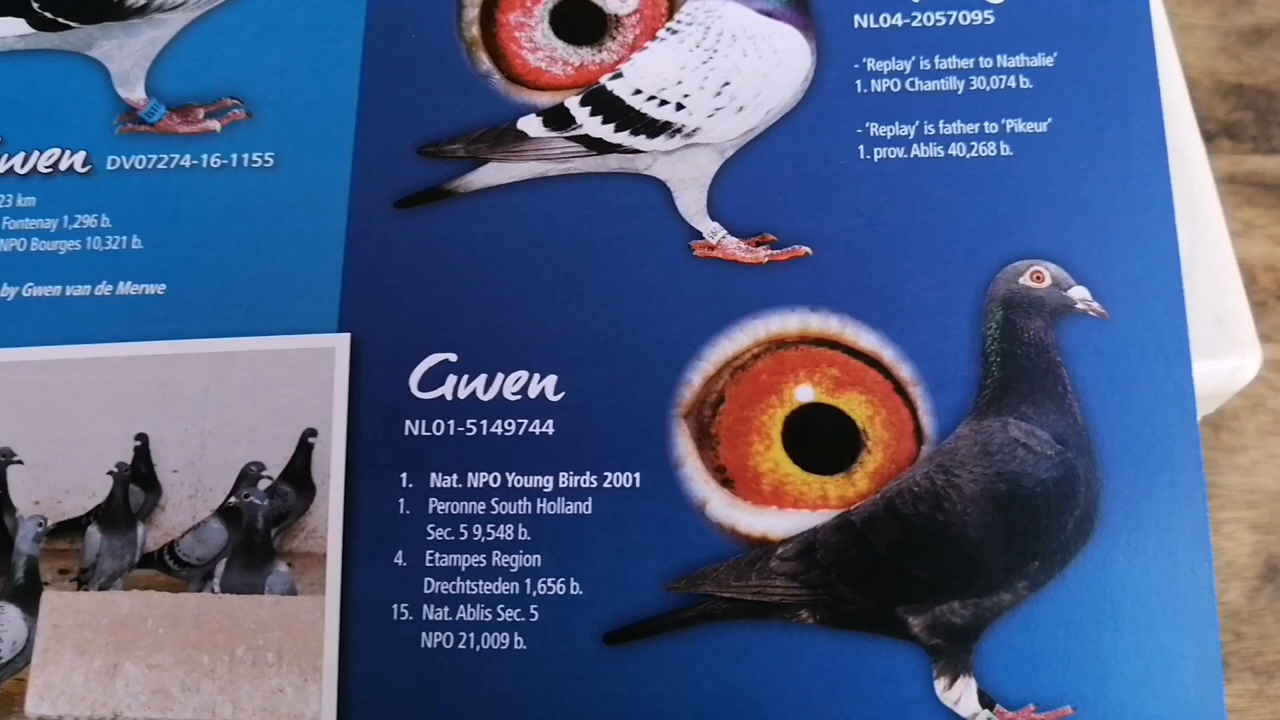 NL04-2057095
- 'Replay' is father to Nathalie'
1. NPO Chantilly 30,074 b.
- 'Replay' is father to 'Pikeur'
1. prov. Ablis 40,268 b.
DV07274-16-1155
23 km
Fontenay 1,296 b.
NPO Bourges 10,321 b.
by Gwen van de Merwe
Gwen
NL01-5149744
1. Nat. NPO Young Birds 2001
1. Peronne South Holland
Sec. 5 9,548 b.
4. Etampes Region
Drechtsteden 1,656 b.
15. Nat. Ablis Sec. 5
NPO 21,009 b.